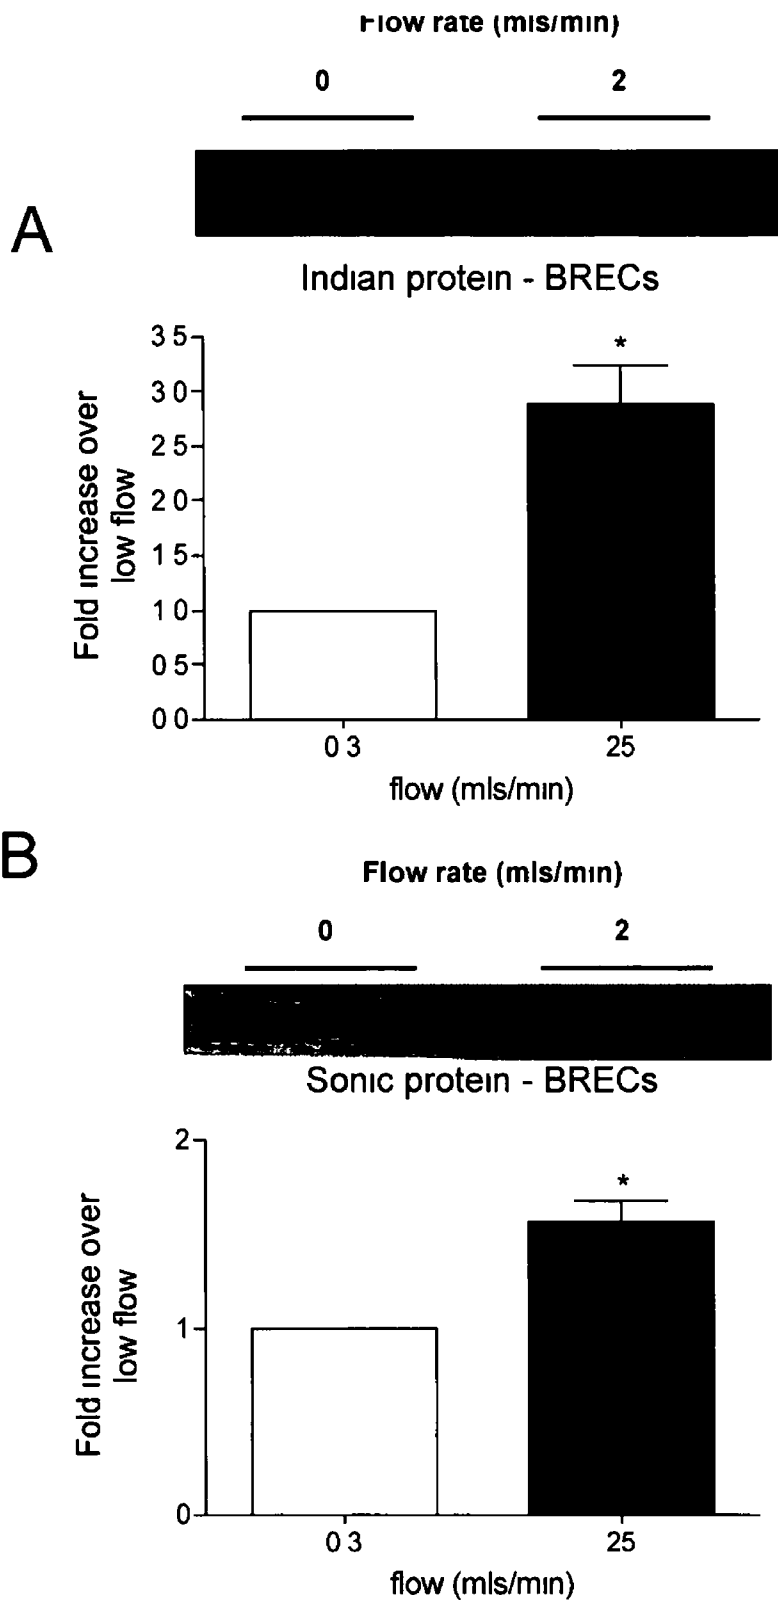 Flow rate (mls/min)
0 2
A
Indian protein - BRECs
3 5
3 0
2 5
2 0
1 5
1 0
0 5
0 0
Fold increase over
low flow
*
0 3 25
flow (mls/min)
B
Flow rate (mls/min)
0 2
Sonic protein - BRECs
2
1
0
Fold increase over
low flow
*
0 3 25
flow (mls/min)